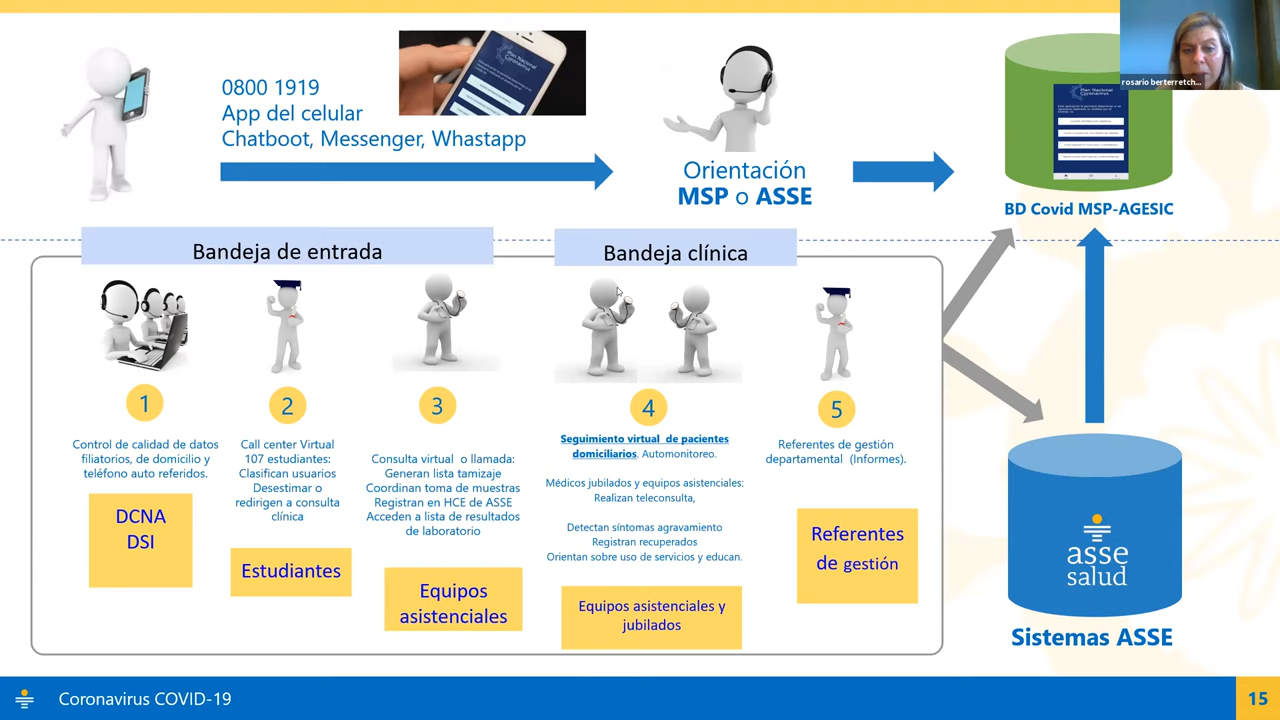 0800 1919
App del celular
Chatboot, Messenger, Whastapp
Plan Nacional
Coronavirus
Orientación
MSP o ASSE
rosario berterretch...
Plan Nacional
Coronavirus
BD Covid MSP-AGESIC
Bandeja de entrada
Bandeja clínica
1
Control de calidad de datos
filiatorios, de domicilio y
teléfono auto referidos.
DCNA
DSI
2
Call center Virtual
107 estudiantes:
Clasifican usuarios
Desestimar o
redirigen a consulta
clínica
Estudiantes
3
Consulta virtual o llamada:
Generan lista tamizaje
Coordinan toma de muestras
Registran en HCE de ASSE
Acceden a lista de resultados
de laboratorio
Equipos
asistenciales
4
Seguimiento virtual de pacientes
domiciliarios. Automonitoreo.
Médicos jubilados y equipos asistenciales:
Realizan teleconsulta,
Detectan síntomas agravamiento
Registran recuperados
Orientan sobre uso de servicios y educan.
Equipos asistenciales y
jubilados
5
Referentes de gestión
departamental (Informes).
Referentes
de gestión
asse
salud
Sistemas ASSE
Coronavirus COVID-19
15